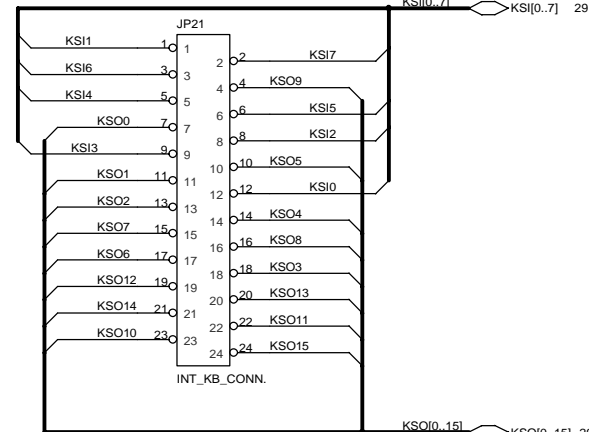 KSI[0..7]
KSI[0..7] 29
JP21
KSI1 1 1
2 2 KSI7
KSI6 3 3
4 4 KSO9
KSI4 5 5
6 6 KSI5
KSO0 7 7
8 8 KSI2
KSI3 9 9
10 10 KSO5
KSO1 11 11
12 12 KSI0
KSO2 13 13
14 14 KSO4
KSO7 15 15
16 16 KSO8
KSO6 17 17
18 18 KSO3
KSO12 19 19
20 20 KSO13
KSO14 21 21
22 22 KSO11
KSO10 23 23
24 24 KSO15
INT_KB_CONN.
KSO[0..15]
KSO[0..15]